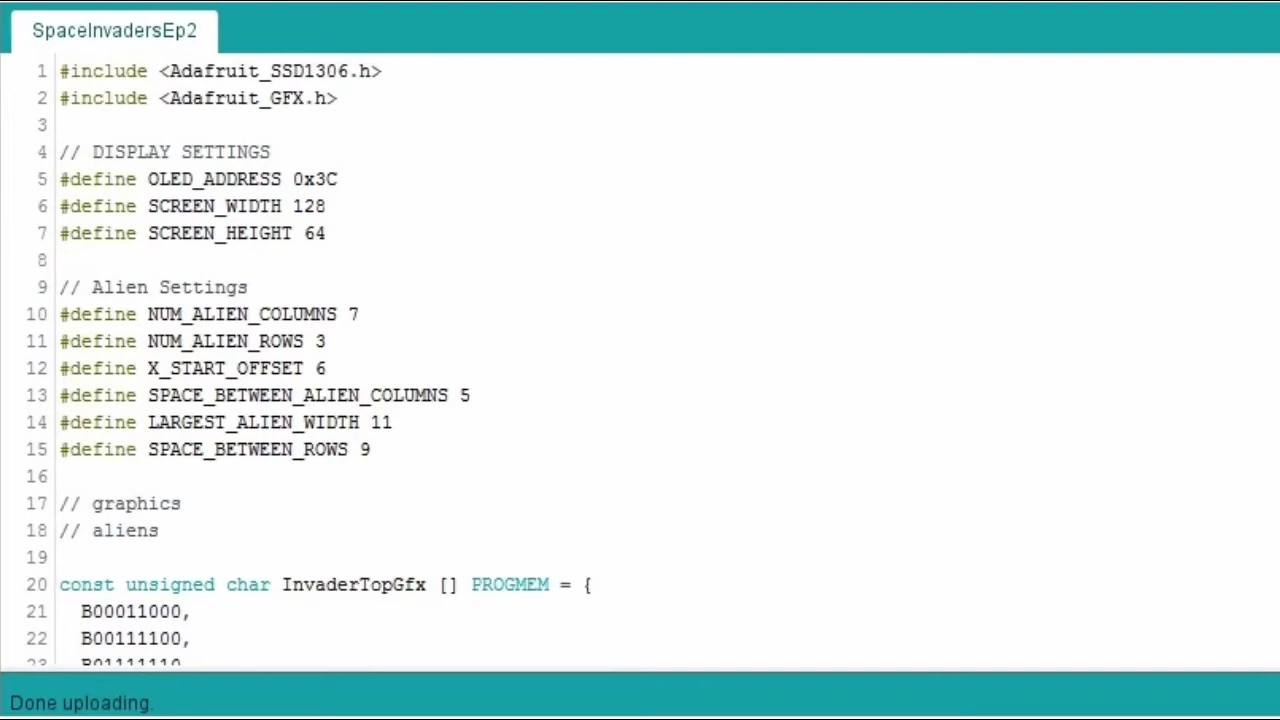 SpaceInvadersEp2
1 #include <Adafruit_SSD1306.h>
2 #include <Adafruit_GFX.h>
3
4 // DISPLAY SETTINGS
5 #define OLED_ADDRESS 0x3C
6 #define SCREEN_WIDTH 128
7 #define SCREEN_HEIGHT 64
8
9 // Alien Settings
10 #define NUM_ALIEN_COLUMNS 7
11 #define NUM_ALIEN_ROWS 3
12 #define X_START_OFFSET 6
13 #define SPACE_BETWEEN_ALIEN_COLUMNS 5
14 #define LARGEST_ALIEN_WIDTH 11
15 #define SPACE_BETWEEN_ROWS 9
16
17 // graphics
18 // aliens
19
20 const unsigned char InvaderTopGfx [] PROGMEM = {
21 B00011000,
22 B00111100,
23 B01111110
Done uploading.